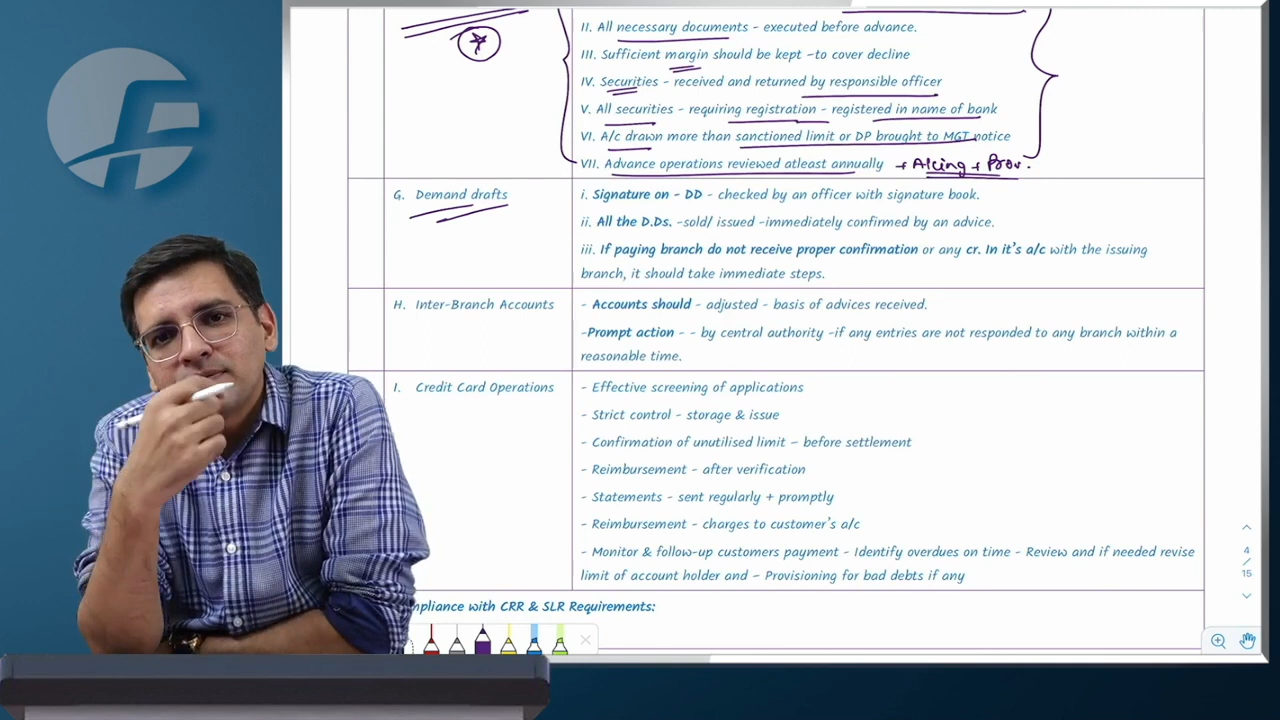 II. All necessary documents - executed before advance.
III. Sufficient margin should be kept –to cover decline
IV. Securities - received and returned by responsible officer
V. All securities - requiring registration - registered in name of bank
VI. A/c drawn more than sanctioned limit or DP brought to MGT notice
VII. Advance operations reviewed atleast annually + A/cing + Prov.
G. Demand drafts
i. Signature on - DD - checked by an officer with signature book.
ii. All the D.Ds. -sold/ issued -immediately confirmed by an advice.
iii. If paying branch do not receive proper confirmation or any cr. In it's a/c with the issuing
branch, it should take immediate steps.
H. Inter-Branch Accounts
- Accounts should - adjusted - basis of advices received.
-Prompt action - - by central authority -if any entries are not responded to any branch within a
reasonable time.
I. Credit Card Operations
- Effective screening of applications
- Strict control - storage & issue
- Confirmation of unutilised limit – before settlement
- Reimbursement - after verification
- Statements - sent regularly + promptly
- Reimbursement - charges to customer's a/c
- Monitor & follow-up customers payment - Identify overdues on time - Review and if needed revise
limit of account holder and – Provisioning for bad debts if any
mpliance with CRR & SLR Requirements:
4
/
15